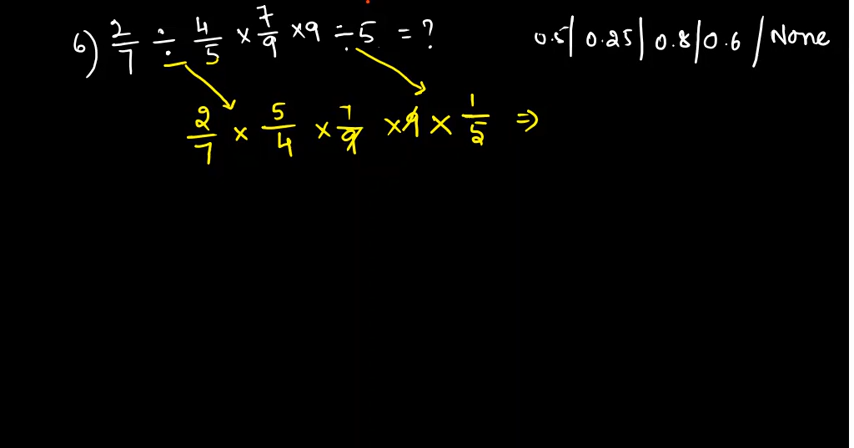 6) 2/7 ÷ 4/5 × 7/9 × 9 ÷ 5 = ? 0.5 | 0.25 | 0.8 / 0.6 / None
2/7 × 5/4 × 7/9 × 9 × 1/5 ⇒